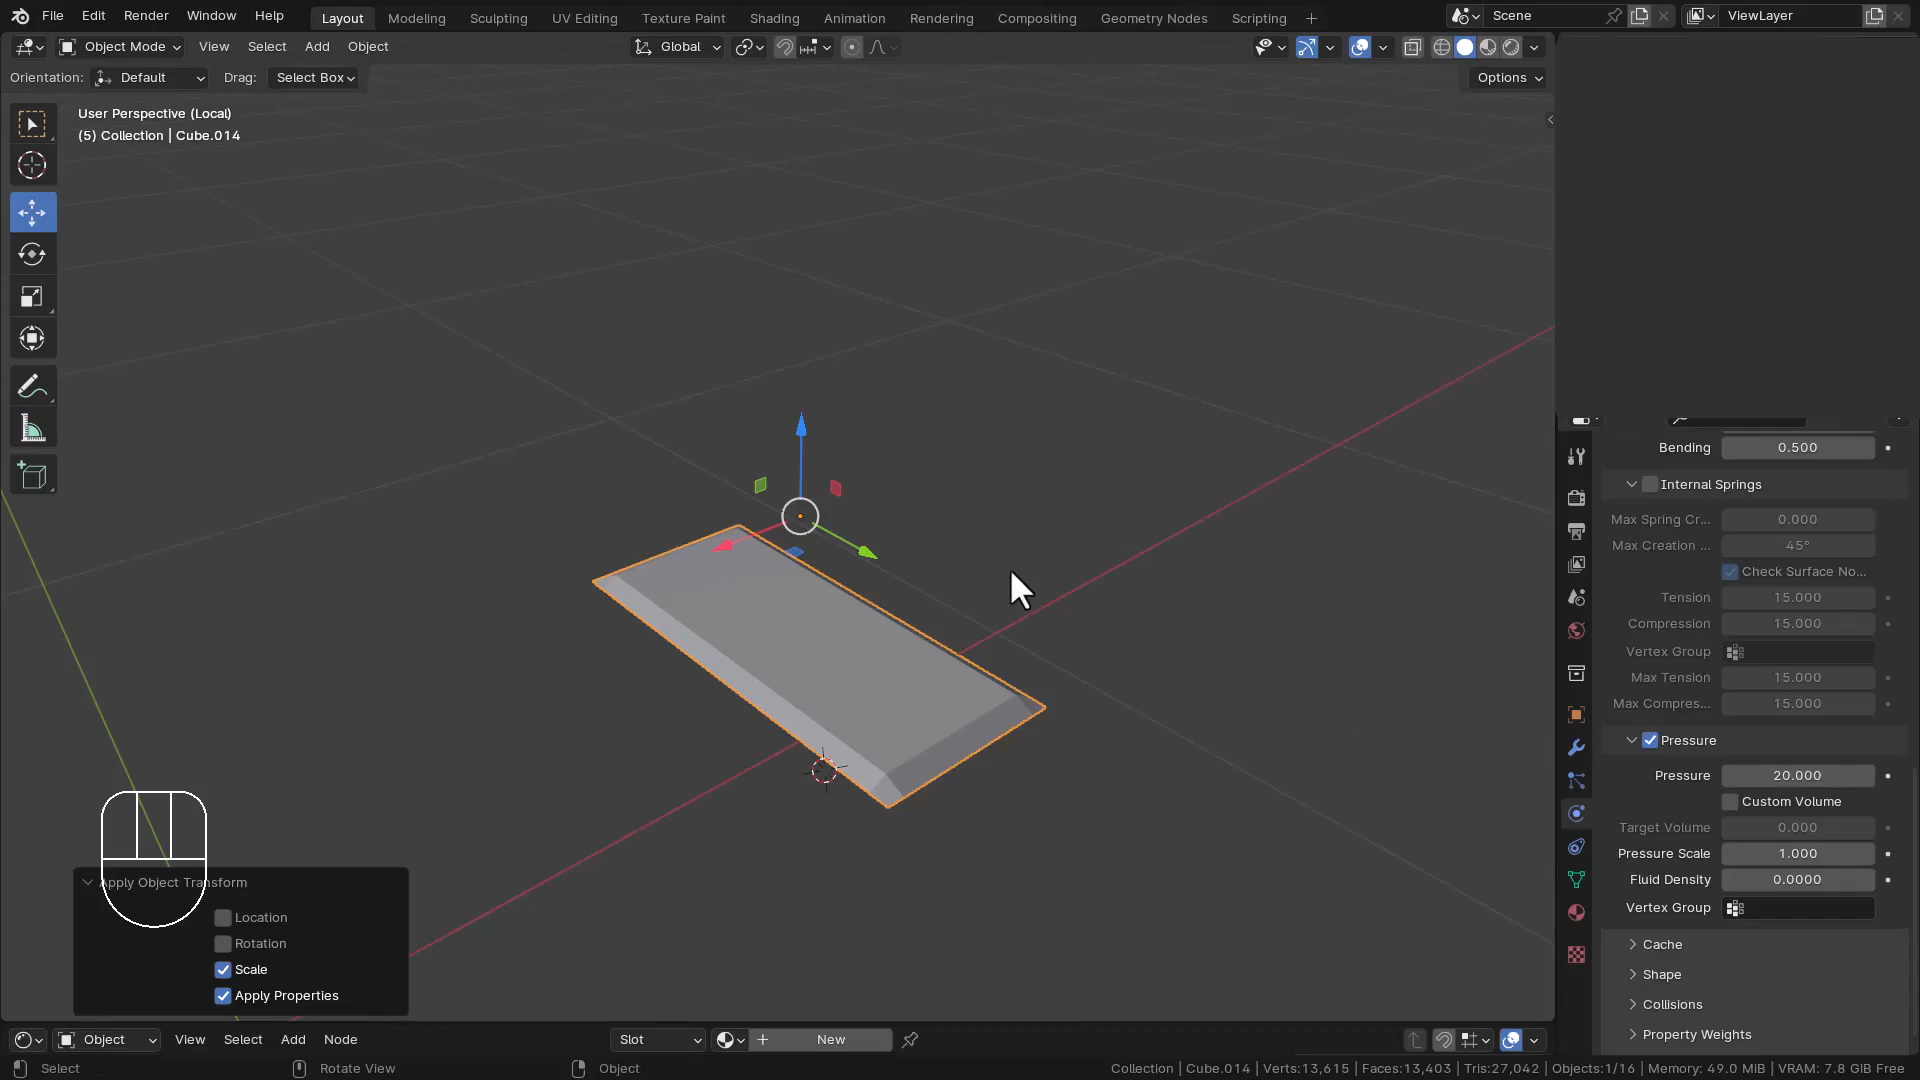 File Edit Render Window Help Layout Modeling Sculpting UV Editing Texture Paint Shading Animation Rendering Compositing Geometry Nodes Scripting + Scene ViewLayer
Object Mode View Select Add Object Global
Orientation: Default Drag: Select Box Options
User Perspective (Local)
(5) Collection | Cube.014
Bending 0.500
Internal Springs
Max Spring Cr... 0.000
Max Creation ... 45°
Check Surface No...
Tension 15.000
Compression 15.000
Vertex Group
Max Tension 15.000
Max Compres... 15.000
Pressure
Pressure 20.000
Custom Volume
Target Volume 0.000
Pressure Scale 1.000
Fluid Density 0.0000
Vertex Group
Cache
Shape
Collisions
Property Weights
Apply Object Transform
Location
Rotation
Scale
Apply Properties
Object View Select Add Node Slot New
Select Rotate View Object Collection | Cube.014 | Verts:13,615 | Faces:13,403 | Tris:27,042 | Objects:1/16 | Memory: 49.0 MiB | VRAM: 7.8 GiB Free